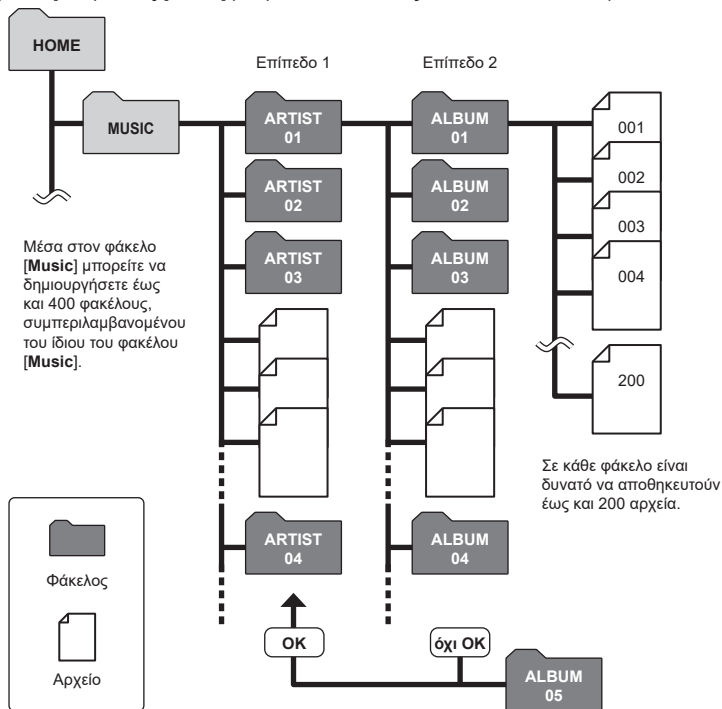 HOME
Επίπεδο 1
Επίπεδο 2
MUSIC
ARTIST
01
ALBUM
01
001
ARTIST
02
ALBUM
02
002
ARTIST
03
ALBUM
03
003
004
Μέσα στον φάκελο
[Music] μπορείτε να
δημιουργήσετε έως
και 400 φακέλους,
συμπεριλαμβανομένου
του ίδιου του φακέλου
[Music].
200
Σε κάθε φάκελο είναι
δυνατό να αποθηκευτούν
έως και 200 αρχεία.
ARTIST
04
ALBUM
04
Φάκελος
Αρχείο
OK
όχι OK
ALBUM
05